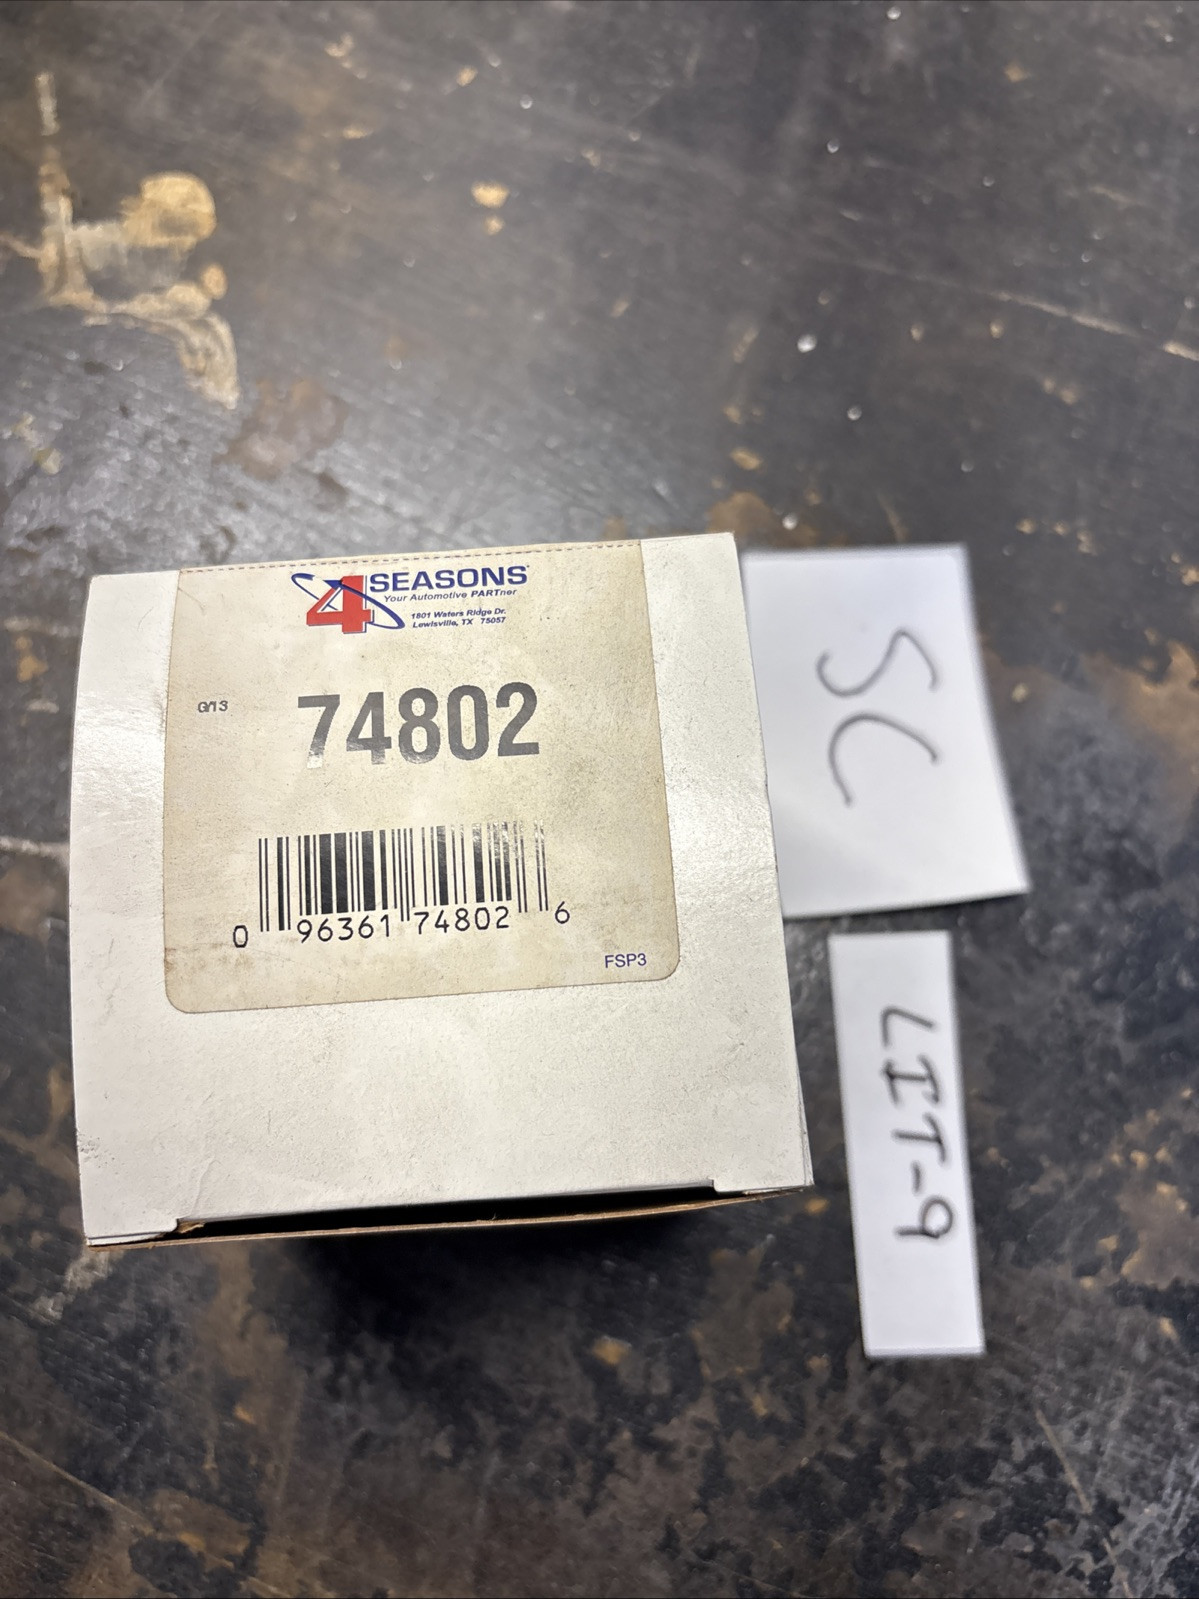 4 SEASONS
Your Automotive PARTner
1801 Waters Ridge Dr.
Lewisville, TX 75057
G/13
74802
0 96361 74802 6
FSP3
SC
LIT-9